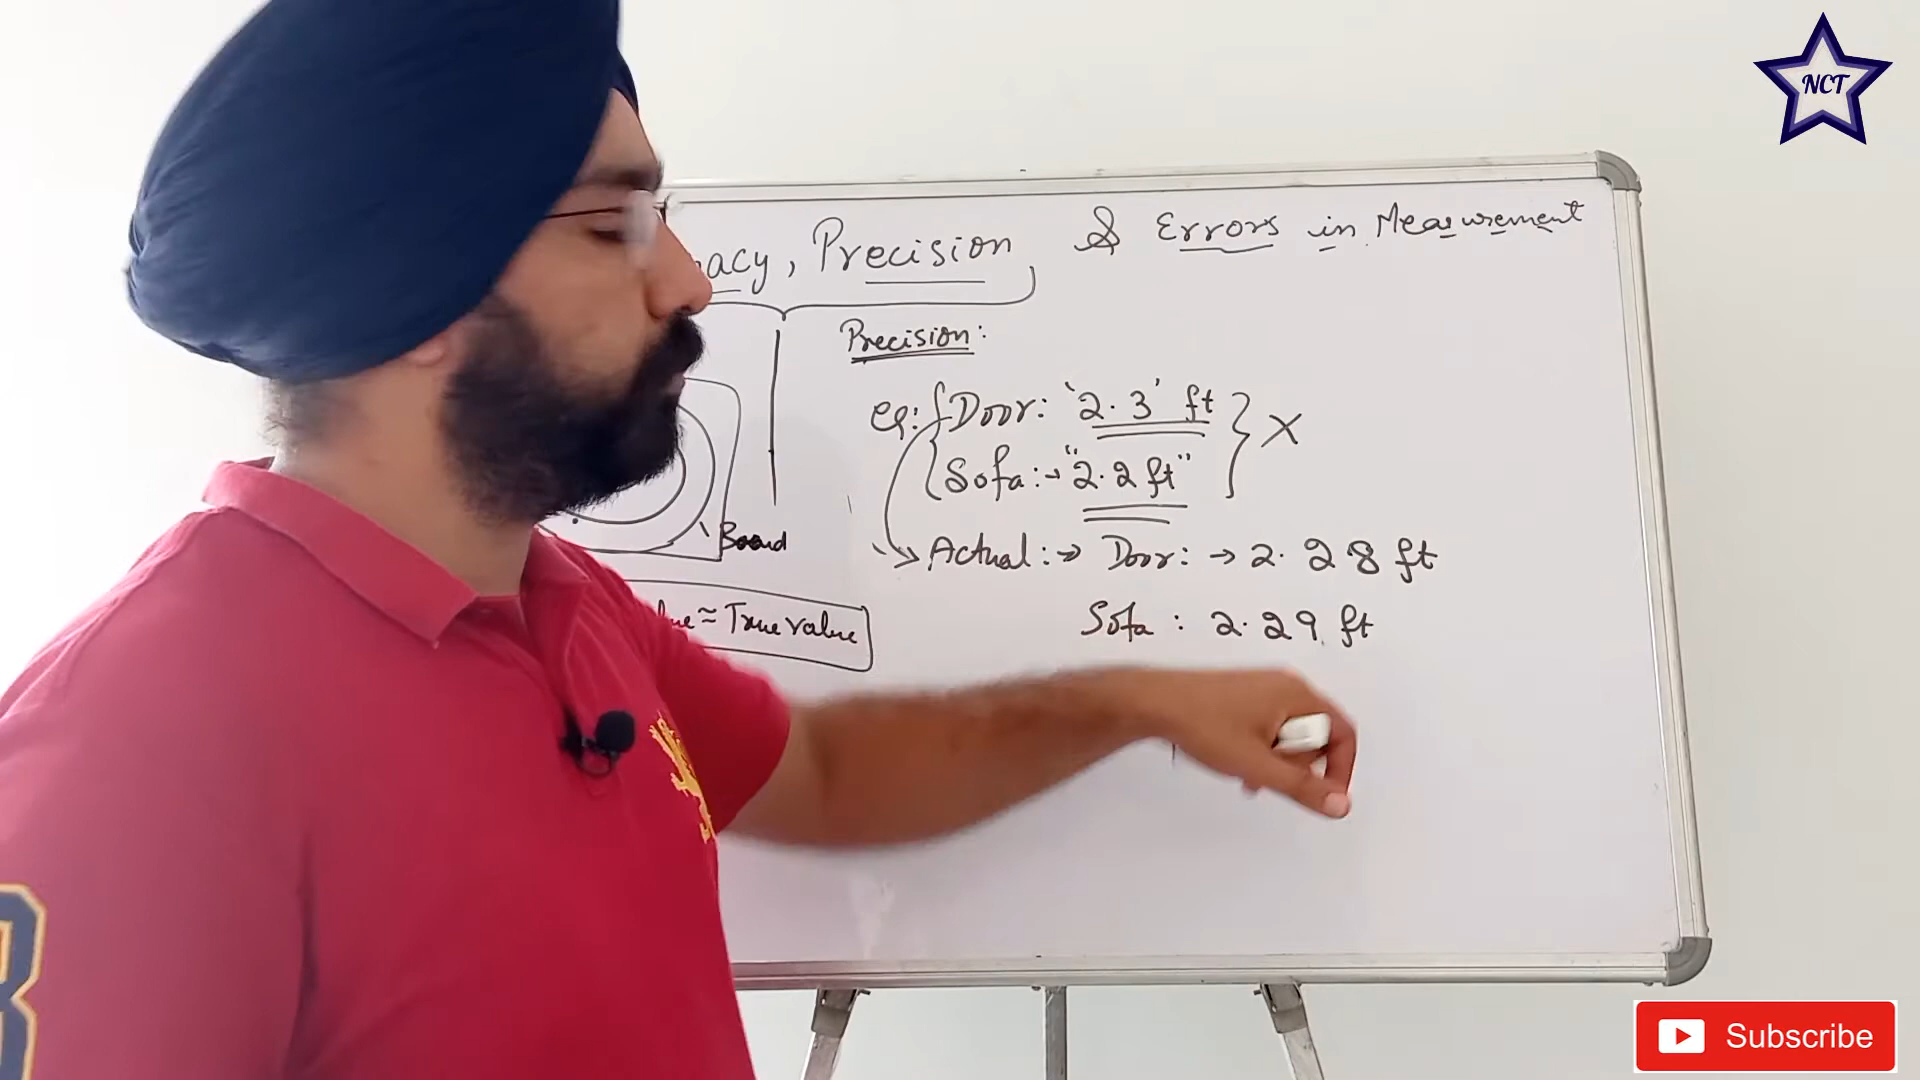 NCT
acy, Precision & Errors in Measurement
Precision:
eg: Door: '2.3' ft X
Sofa:→ "2.2 ft"
Board
Actual:→ Door:→ 2.28 ft
≈ True value
Sofa: 2.29 ft
Subscribe